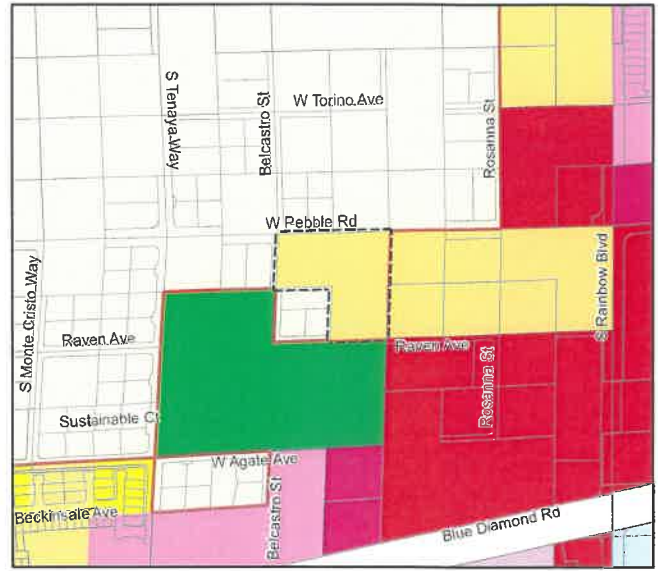 S Tenaya Way
Belcastro St
W Torino Ave
Rosanna St
W Pebble Rd
S Monte Cristo Way
S Rainbow Blvd
Raven Ave
Raven Ave
Rosanna St
Sustainable Ct
W Agate Ave
Beckinsale Ave
Belcastro St
Blue Diamond Rd